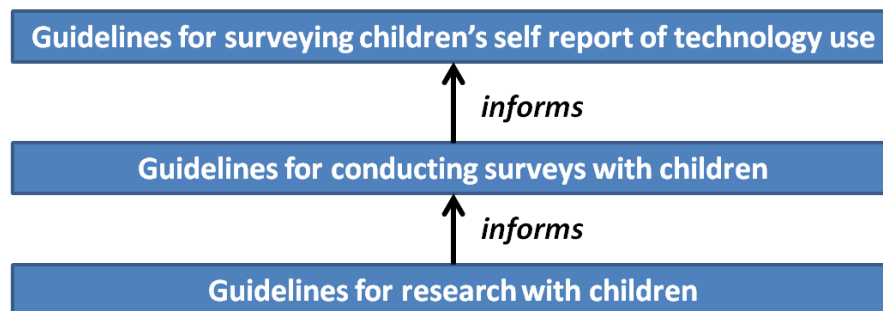 Guidelines for surveying children’s self report of technology use
informs
Guidelines for conducting surveys with children
informs
Guidelines for research with children